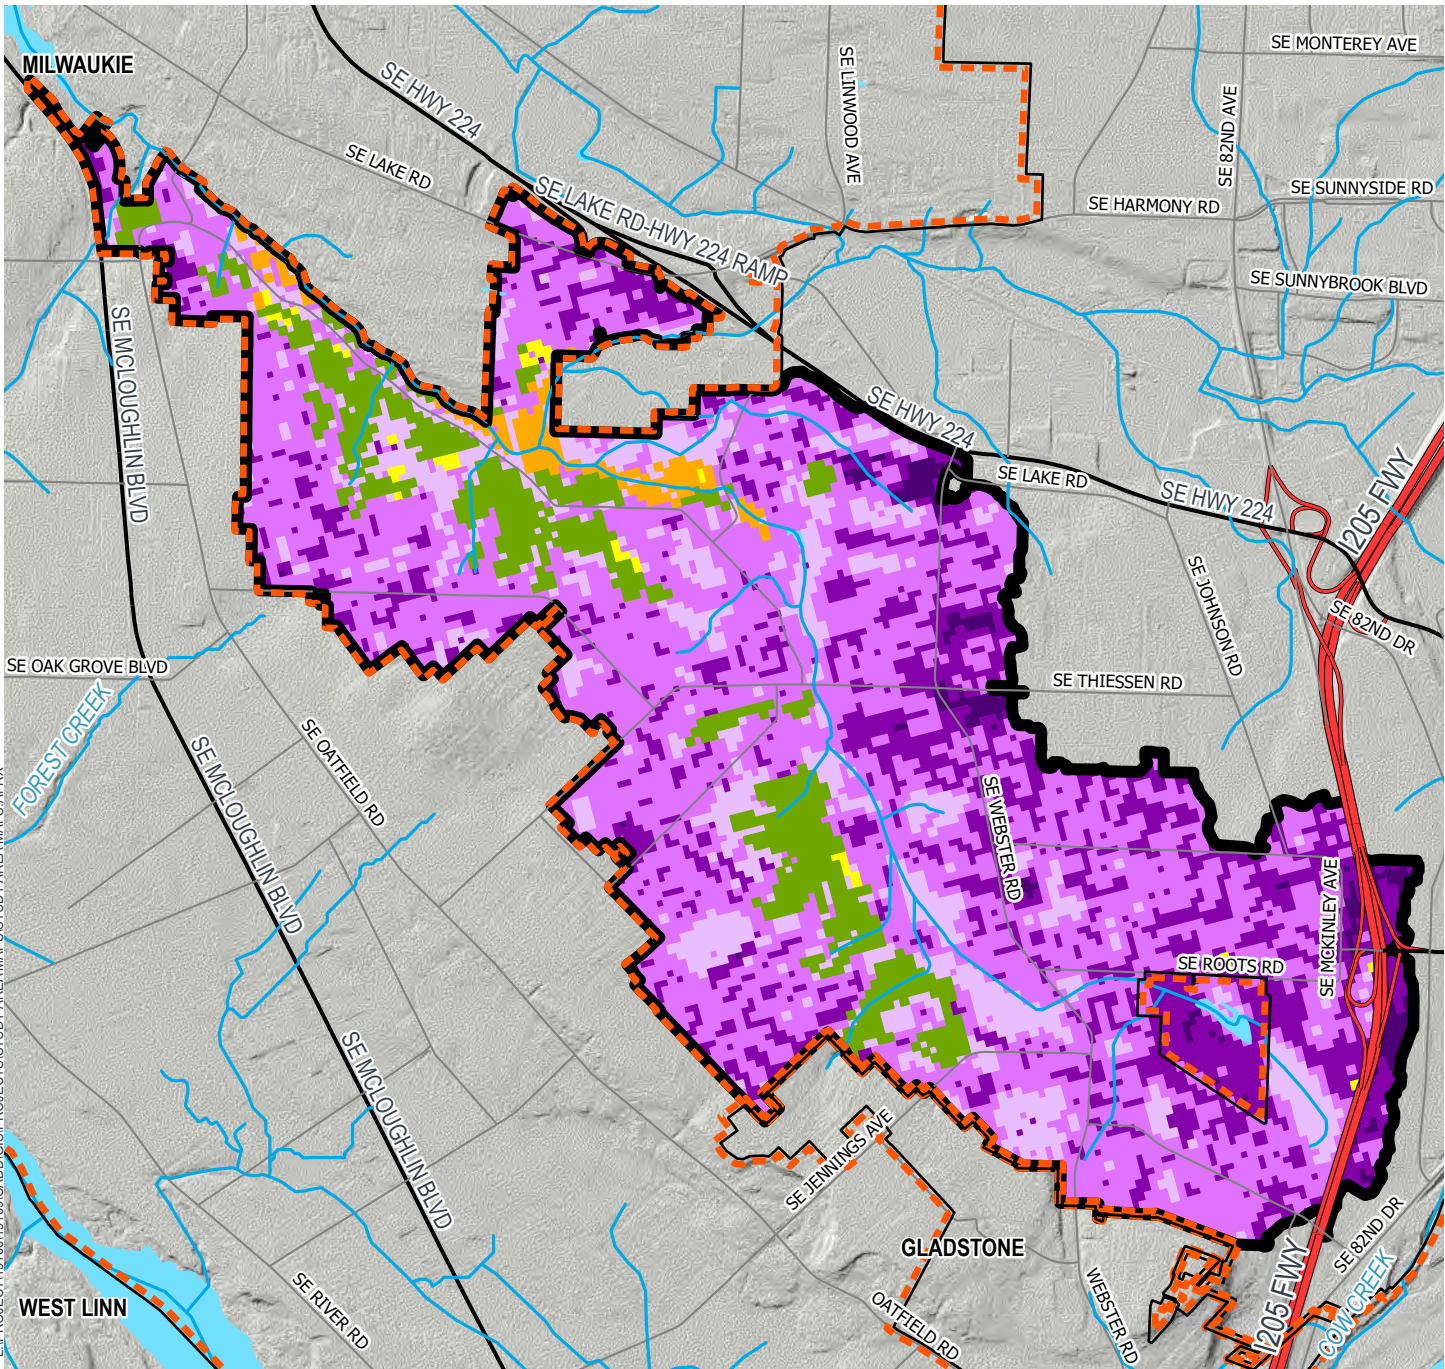 SE MONTEREY AVE
MILWAUKIE
SE HWY 224
SE LINWOOD AVE
SE 82ND AVE
SE LAKE RD
SE LAKE RD-HWY 224 RAMP
SE SUNNYSIDE RD
SE HARMONY RD
SE SUNNYBROOK BLVD
SE MCLOUGHLIN BLVD
SE HWY 224
SE LAKE RD
SE HWY 224
I205 FWY
SE JOHNSON RD
SE 82ND DR
SE OAK GROVE BLVD
SE THIESSEN RD
FOREST CREEK
SE OATFIELD RD
SE MCLOUGHLIN BLVD
SE WEBSTER RD
SE MCKINLEY AVE
SE ROOTS RD
SE MCLOUGHLIN BLVD
SE JENNINGS AVE
GLADSTONE
SE 82ND DR
WEST LINN
SE RIVER RD
OATFIELD RD
WEBSTER RD
I205 FWY
COW CREEK